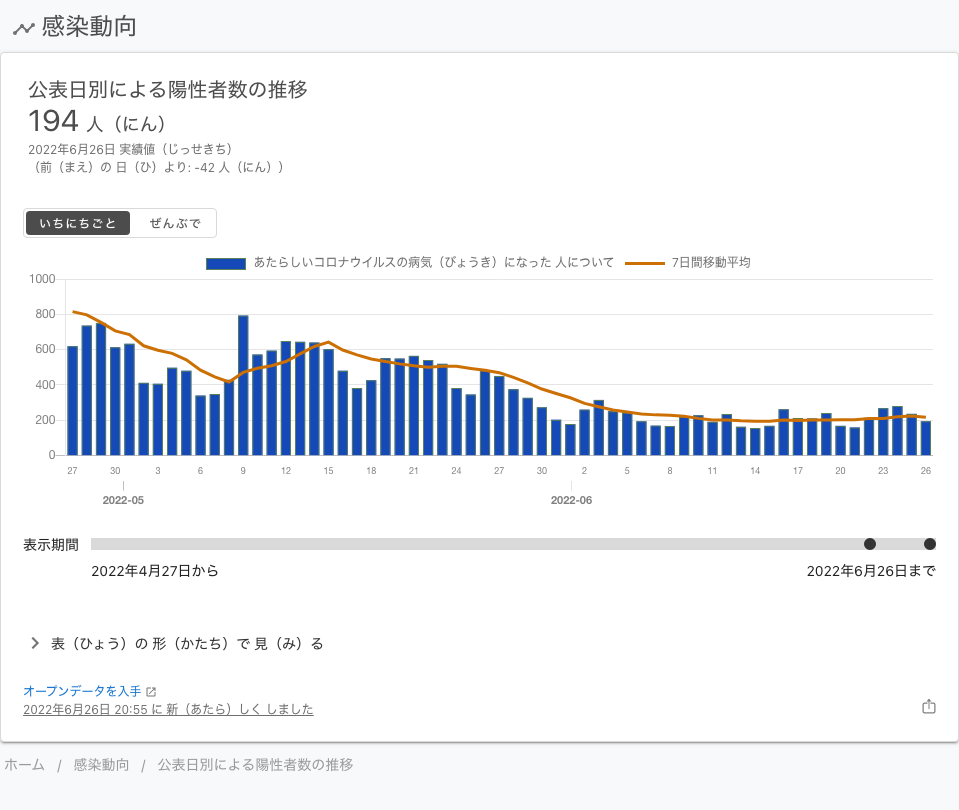 感染動向
公表日別による陽性者数の推移
194 人（にん）
2022年6月26日 実績値（じっせきち）
（前（まえ）の 日（ひ）より: -42 人（にん））
いちにちごと ぜんぶで
あたらしいコロナウイルスの病気（びょうき）になった 人について 7日間移動平均
1000
800
600
400
200
0
27 30 3 6 9 12 15 18 21 24 27 30 2 5 8 11 14 17 20 23 26
2022-05 2022-06
表示期間
2022年4月27日から 2022年6月26日まで
表（ひょう）の 形（かたち）で 見（み）る
オープンデータを入手
2022年6月26日 20:55 に 新（あたら）しく しました
ホーム / 感染動向 / 公表日別による陽性者数の推移